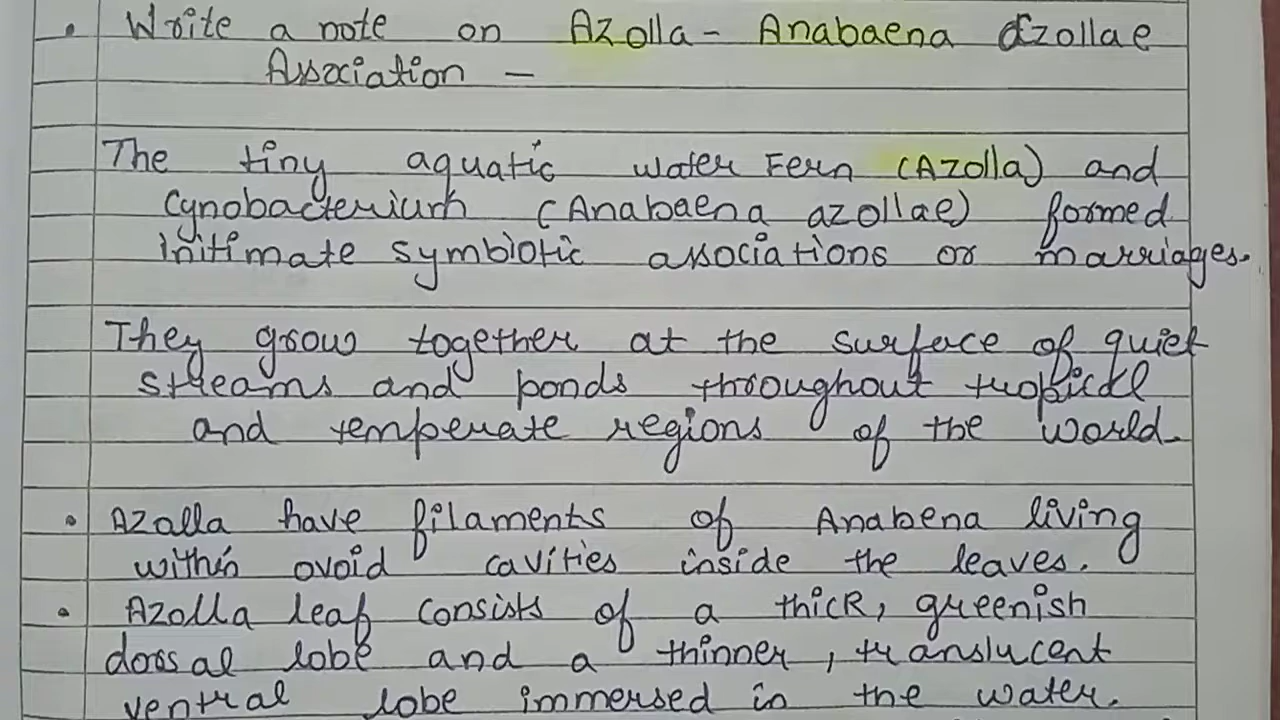 • Write a note on Azolla - Anabaena azollae
Association -
The tiny aquatic water Fern (Azolla) and
Cynobacterium (Anabaena azollae) formed
initimate symbiotic associations or marriages.
They grow together at the surface of quiet
streams and ponds throughout tropical
and temperate regions of the world.
• Azalla have filaments of Anabena living
within ovoid cavities inside the leaves.
• Azolla leaf consists of a thick, greenish
dorsal lobe and a thinner, translucent
ventral lobe immersed in the water.